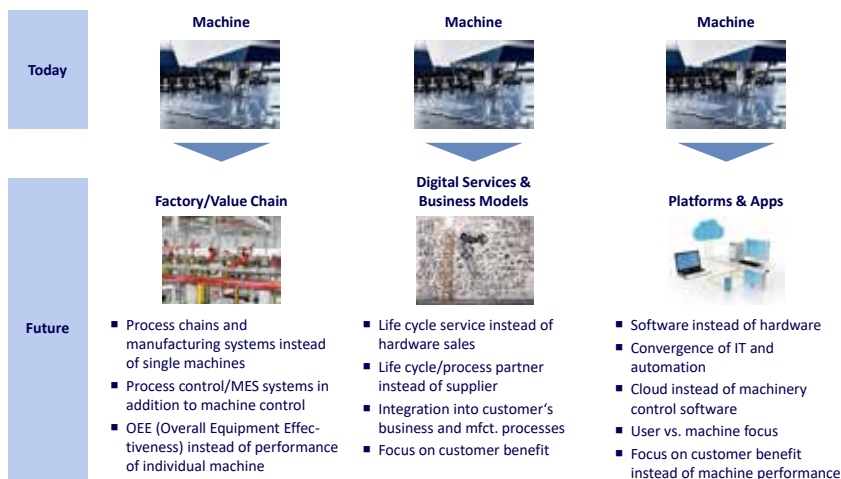 Machine
Machine
Machine
Today
Factory/Value Chain
Digital Services &
Business Models
Platforms & Apps
Future
■ Process chains and
manufacturing systems instead
of single machines
■ Process control/MES systems in
addition to machine control
■ OEE (Overall Equipment Effec-
tiveness) instead of performance
of individual machine
■ Life cycle service instead of
hardware sales
■ Life cycle/process partner
instead of supplier
■ Integration into customer‘s
business and mfct. processes
■ Focus on customer benefit
■ Software instead of hardware
■ Convergence of IT and
automation
■ Cloud instead of machinery
control software
■ User vs. machine focus
■ Focus on customer benefit
instead of machine performance